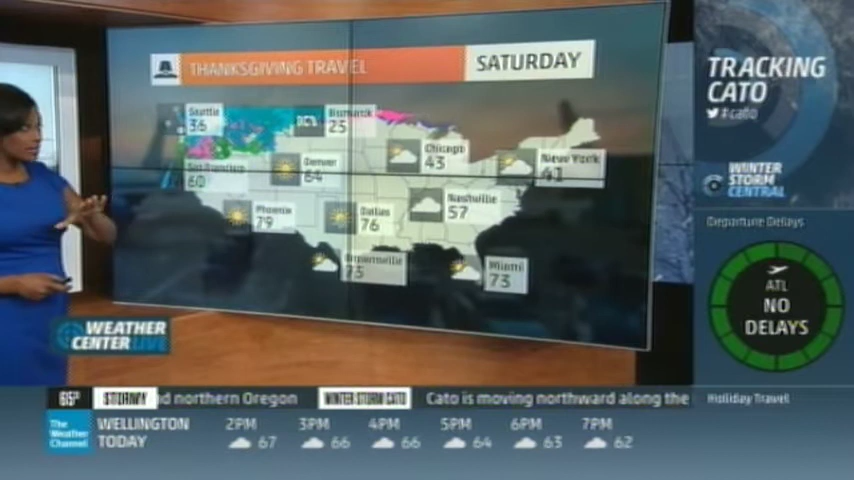 THANKSGIVING TRAVEL
SATURDAY
Seattle
36
Bismarck
25
Chicago
43
New York
41
San Francisco
60
Denver
64
Nashville
57
Phoenix
79
Dallas
76
Brownsville
75
Miami
73
TRACKING
CATO
#cato
WINTER
STORM
CENTRAL
Departure Delays
ATL
NO
DELAYS
WEATHER
CENTER LIVE
65°
STORMY
d northern Oregon
WINTER STORM CATO
Cato is moving northward along the
Holiday Travel
The
Weather
Channel
WELLINGTON
TODAY
2PM 3PM 4PM 5PM 6PM 7PM
67 66 66 64 63 62